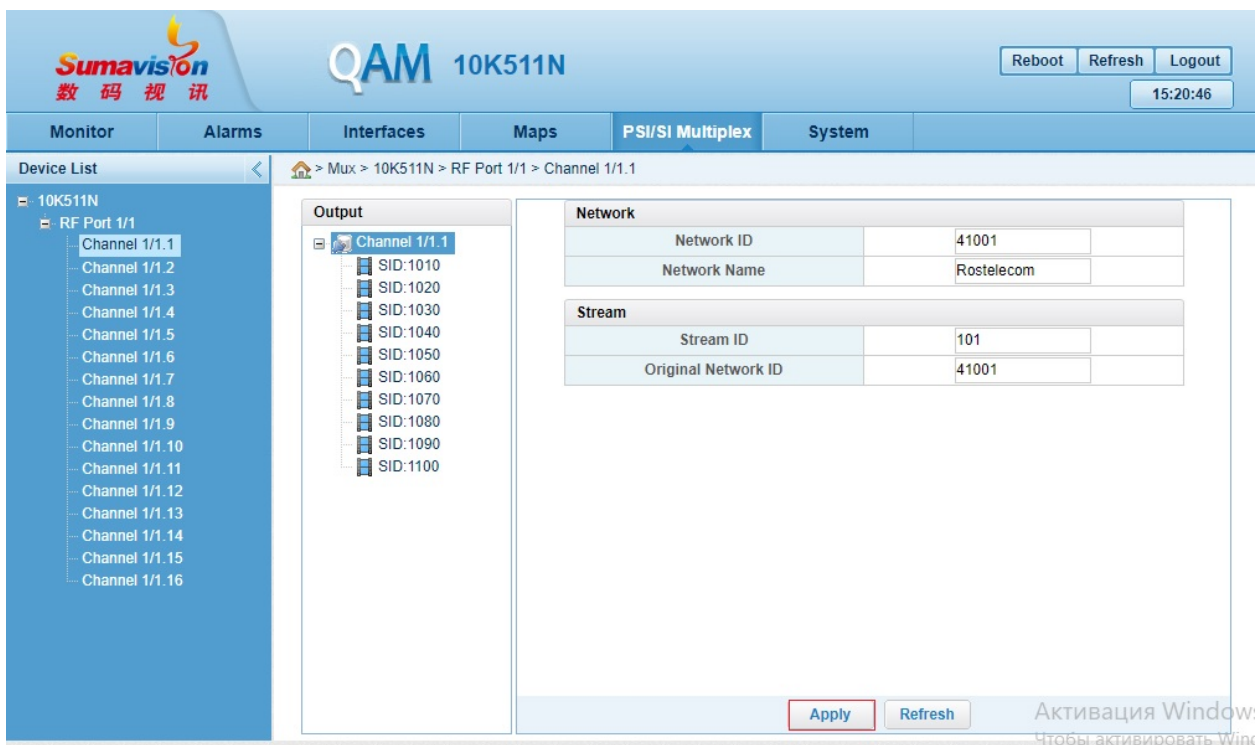 Sumavision
数码视讯
QAM 10K511N
Reboot Refresh Logout
15:20:46
Monitor Alarms Interfaces Maps PSI/SI Multiplex System
Device List
> Mux > 10K511N > RF Port 1/1 > Channel 1/1.1
10K511N
RF Port 1/1
Channel 1/1.1
Channel 1/1.2
Channel 1/1.3
Channel 1/1.4
Channel 1/1.5
Channel 1/1.6
Channel 1/1.7
Channel 1/1.8
Channel 1/1.9
Channel 1/1.10
Channel 1/1.11
Channel 1/1.12
Channel 1/1.13
Channel 1/1.14
Channel 1/1.15
Channel 1/1.16
Output
Channel 1/1.1
SID:1010
SID:1020
SID:1030
SID:1040
SID:1050
SID:1060
SID:1070
SID:1080
SID:1090
SID:1100
Network
Network ID 41001
Network Name Rostelecom
Stream
Stream ID 101
Original Network ID 41001
Apply Refresh
Активация Windows
Чтобы активировать Wind